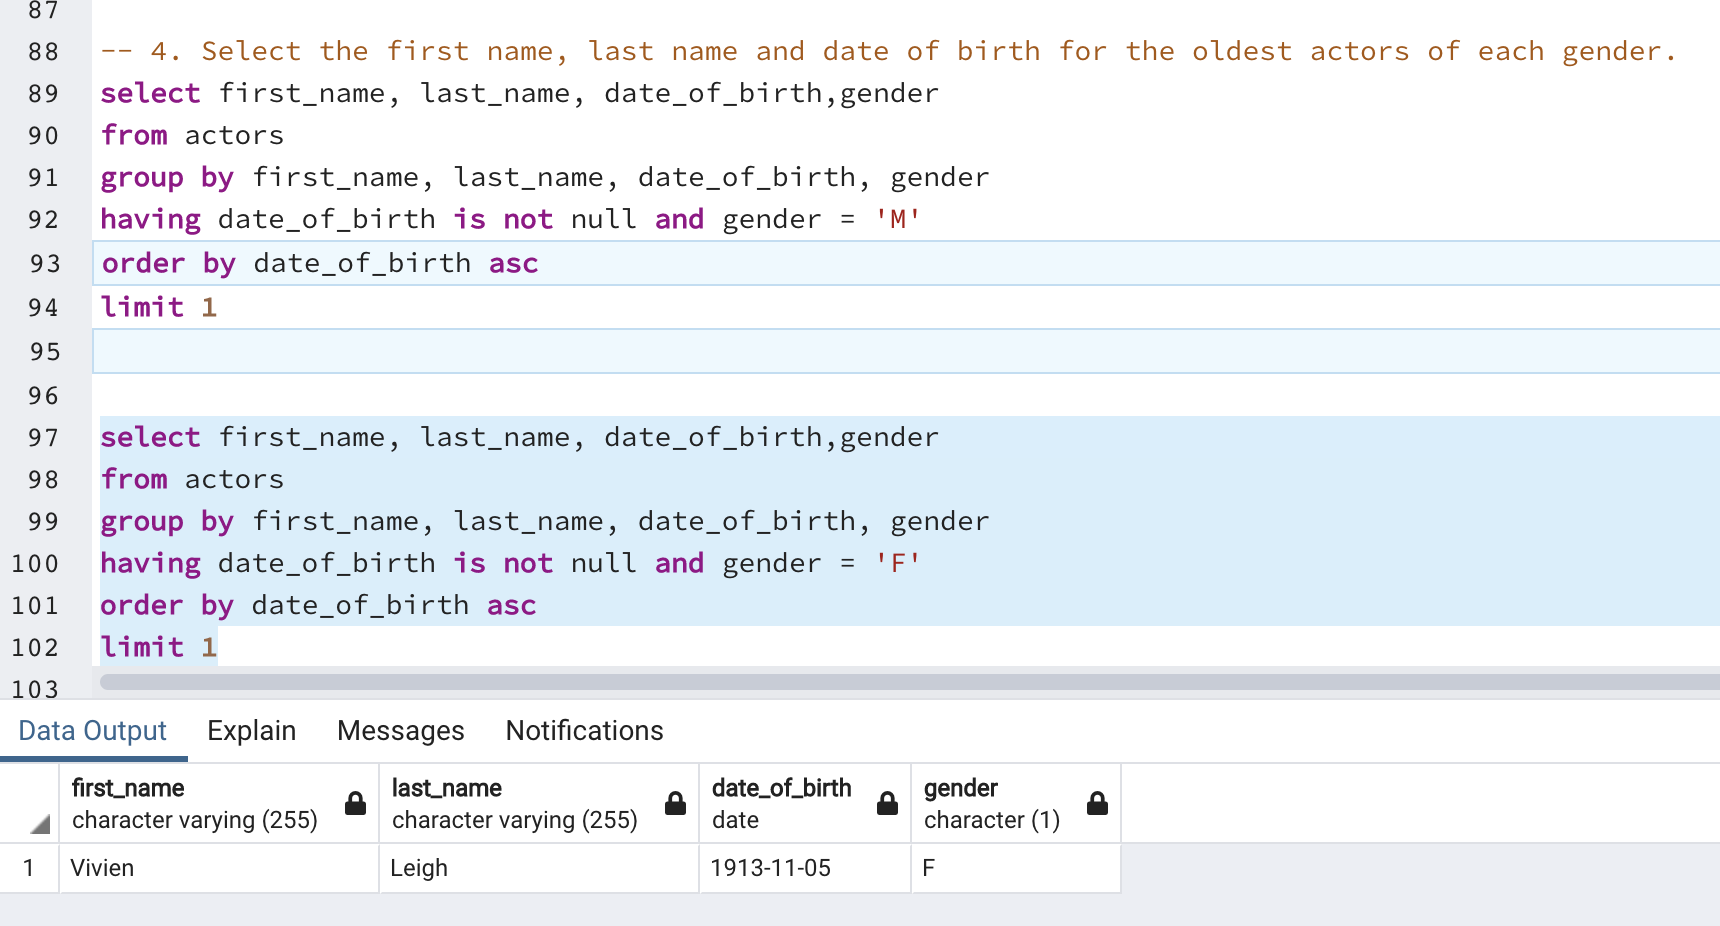 87
88 -- 4. Select the first name, last name and date of birth for the oldest actors of each gender.
89 select first_name, last_name, date_of_birth,gender
90 from actors
91 group by first_name, last_name, date_of_birth, gender
92 having date_of_birth is not null and gender = 'M'
93 order by date_of_birth asc
94 limit 1
95
96
97 select first_name, last_name, date_of_birth,gender
98 from actors
99 group by first_name, last_name, date_of_birth, gender
100 having date_of_birth is not null and gender = 'F'
101 order by date_of_birth asc
102 limit 1
103
Data Output Explain Messages Notifications
first_name last_name date_of_birth gender
character varying (255) character varying (255) date character (1)
1 Vivien Leigh 1913-11-05 F